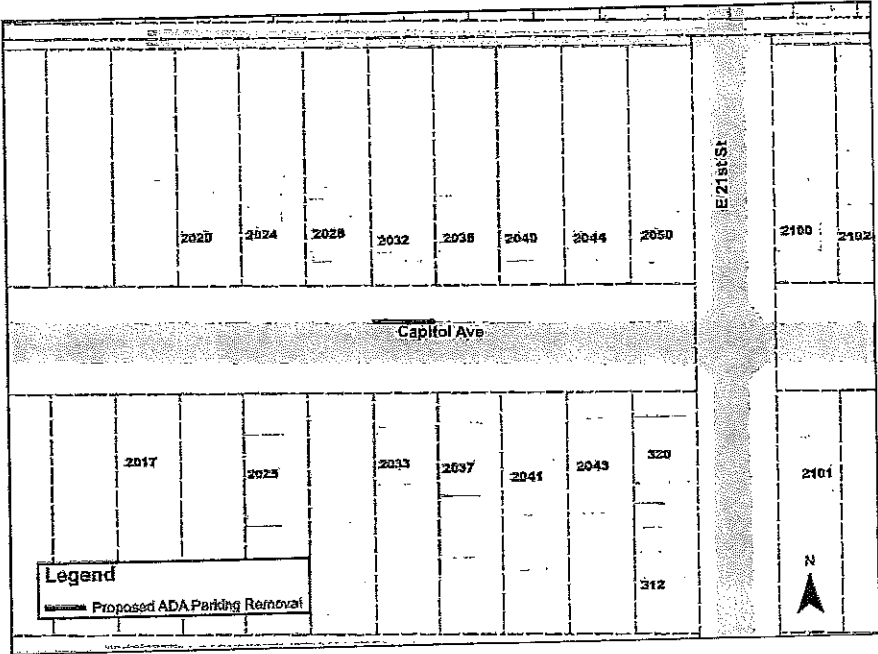 E 21st St
2020 2024 2028 2032 2036 2040 2044 2050 2100 2102
Capitol Ave
2017 2025 2033 2037 2041 2043 320 2101
312
N
Legend
Proposed ADA Parking Removal